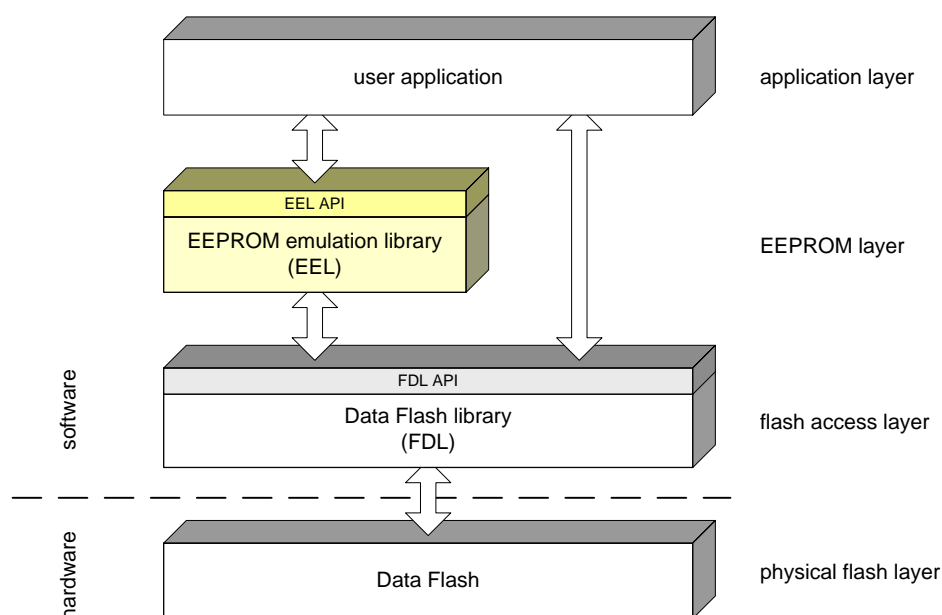 user application
application layer
EEL API
EEPROM emulation library
(EEL)
EEPROM layer
FDL API
Data Flash library
(FDL)
flash access layer
software
Data Flash
physical flash layer
hardware